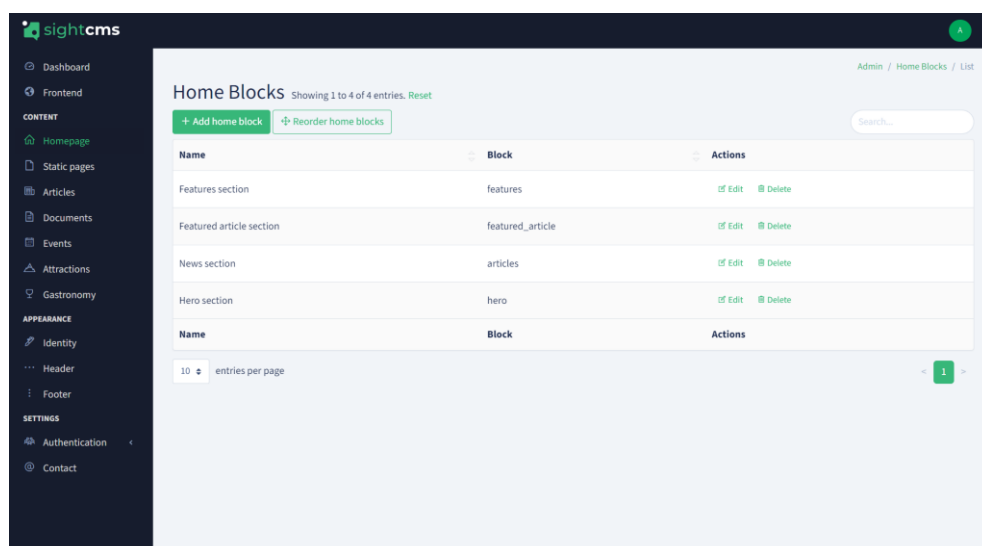 sightcms
A
Dashboard
Frontend
CONTENT
Homepage
Static pages
Articles
Documents
Events
Attractions
Gastronomy
APPEARANCE
Identity
Header
Footer
SETTINGS
Authentication <
Contact
Admin / Home Blocks / List
Home Blocks Showing 1 to 4 of 4 entries. Reset
+ Add home block Reorder home blocks Search...
Name Block Actions
Features section features Edit Delete
Featured article section featured_article Edit Delete
News section articles Edit Delete
Hero section hero Edit Delete
Name Block Actions
10 entries per page < 1 >